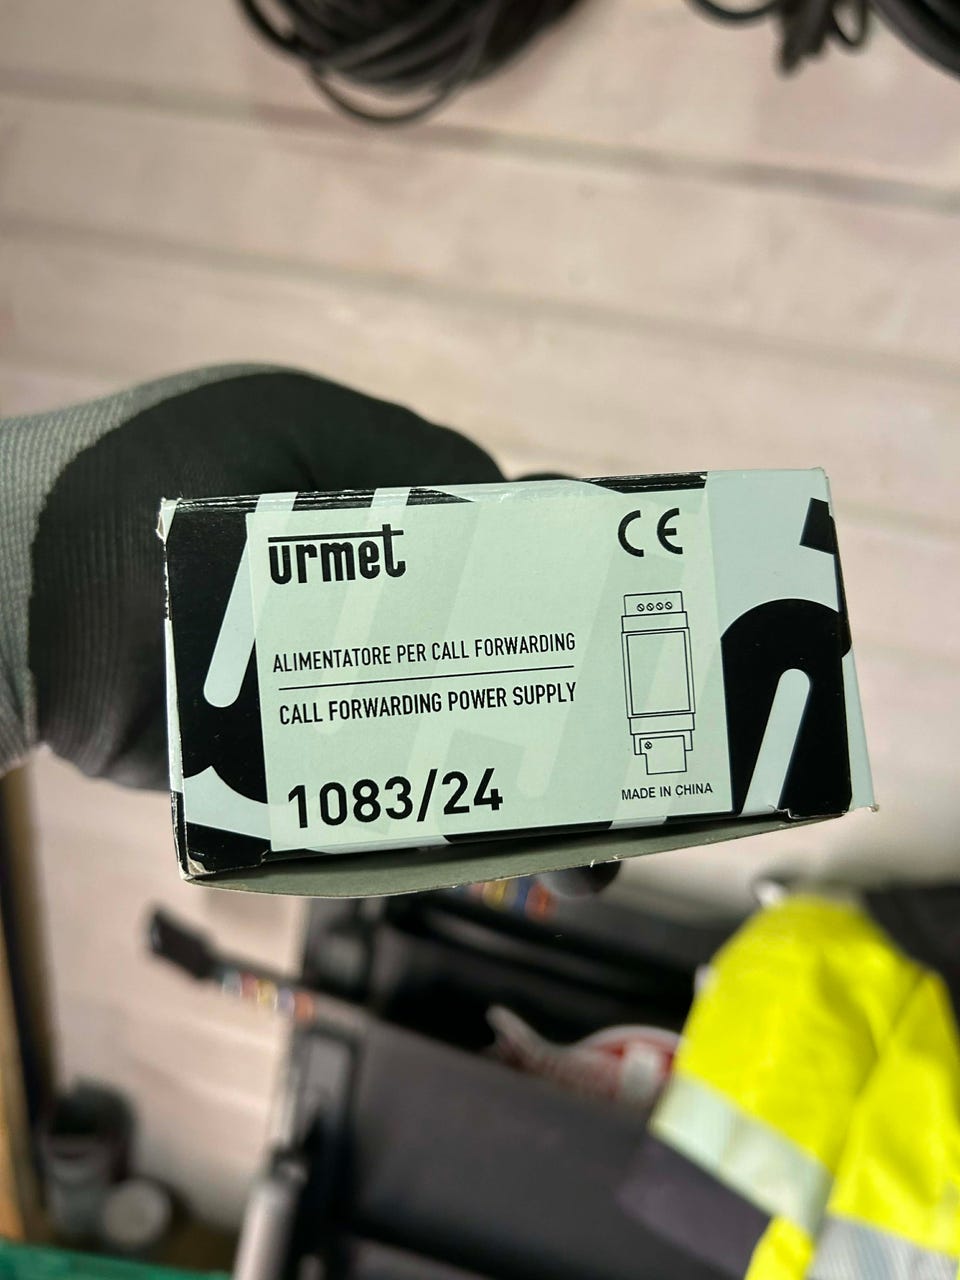 urmet
CE
ALIMENTATORE PER CALL FORWARDING
CALL FORWARDING POWER SUPPLY
1083/24
MADE IN CHINA